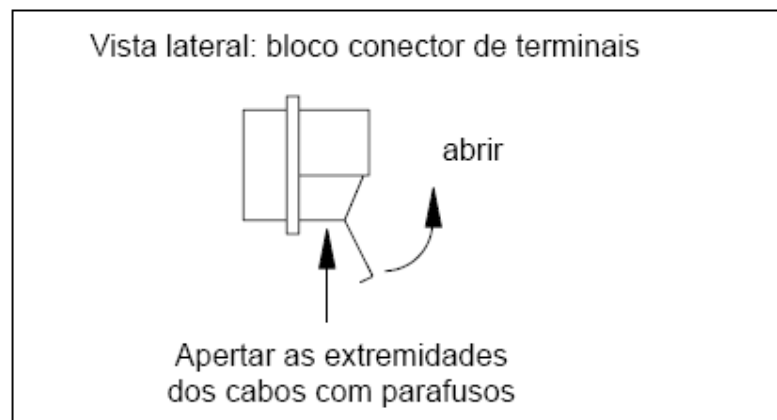 Vista lateral: bloco conector de terminais
abrir
Apertar as extremidades
dos cabos com parafusos